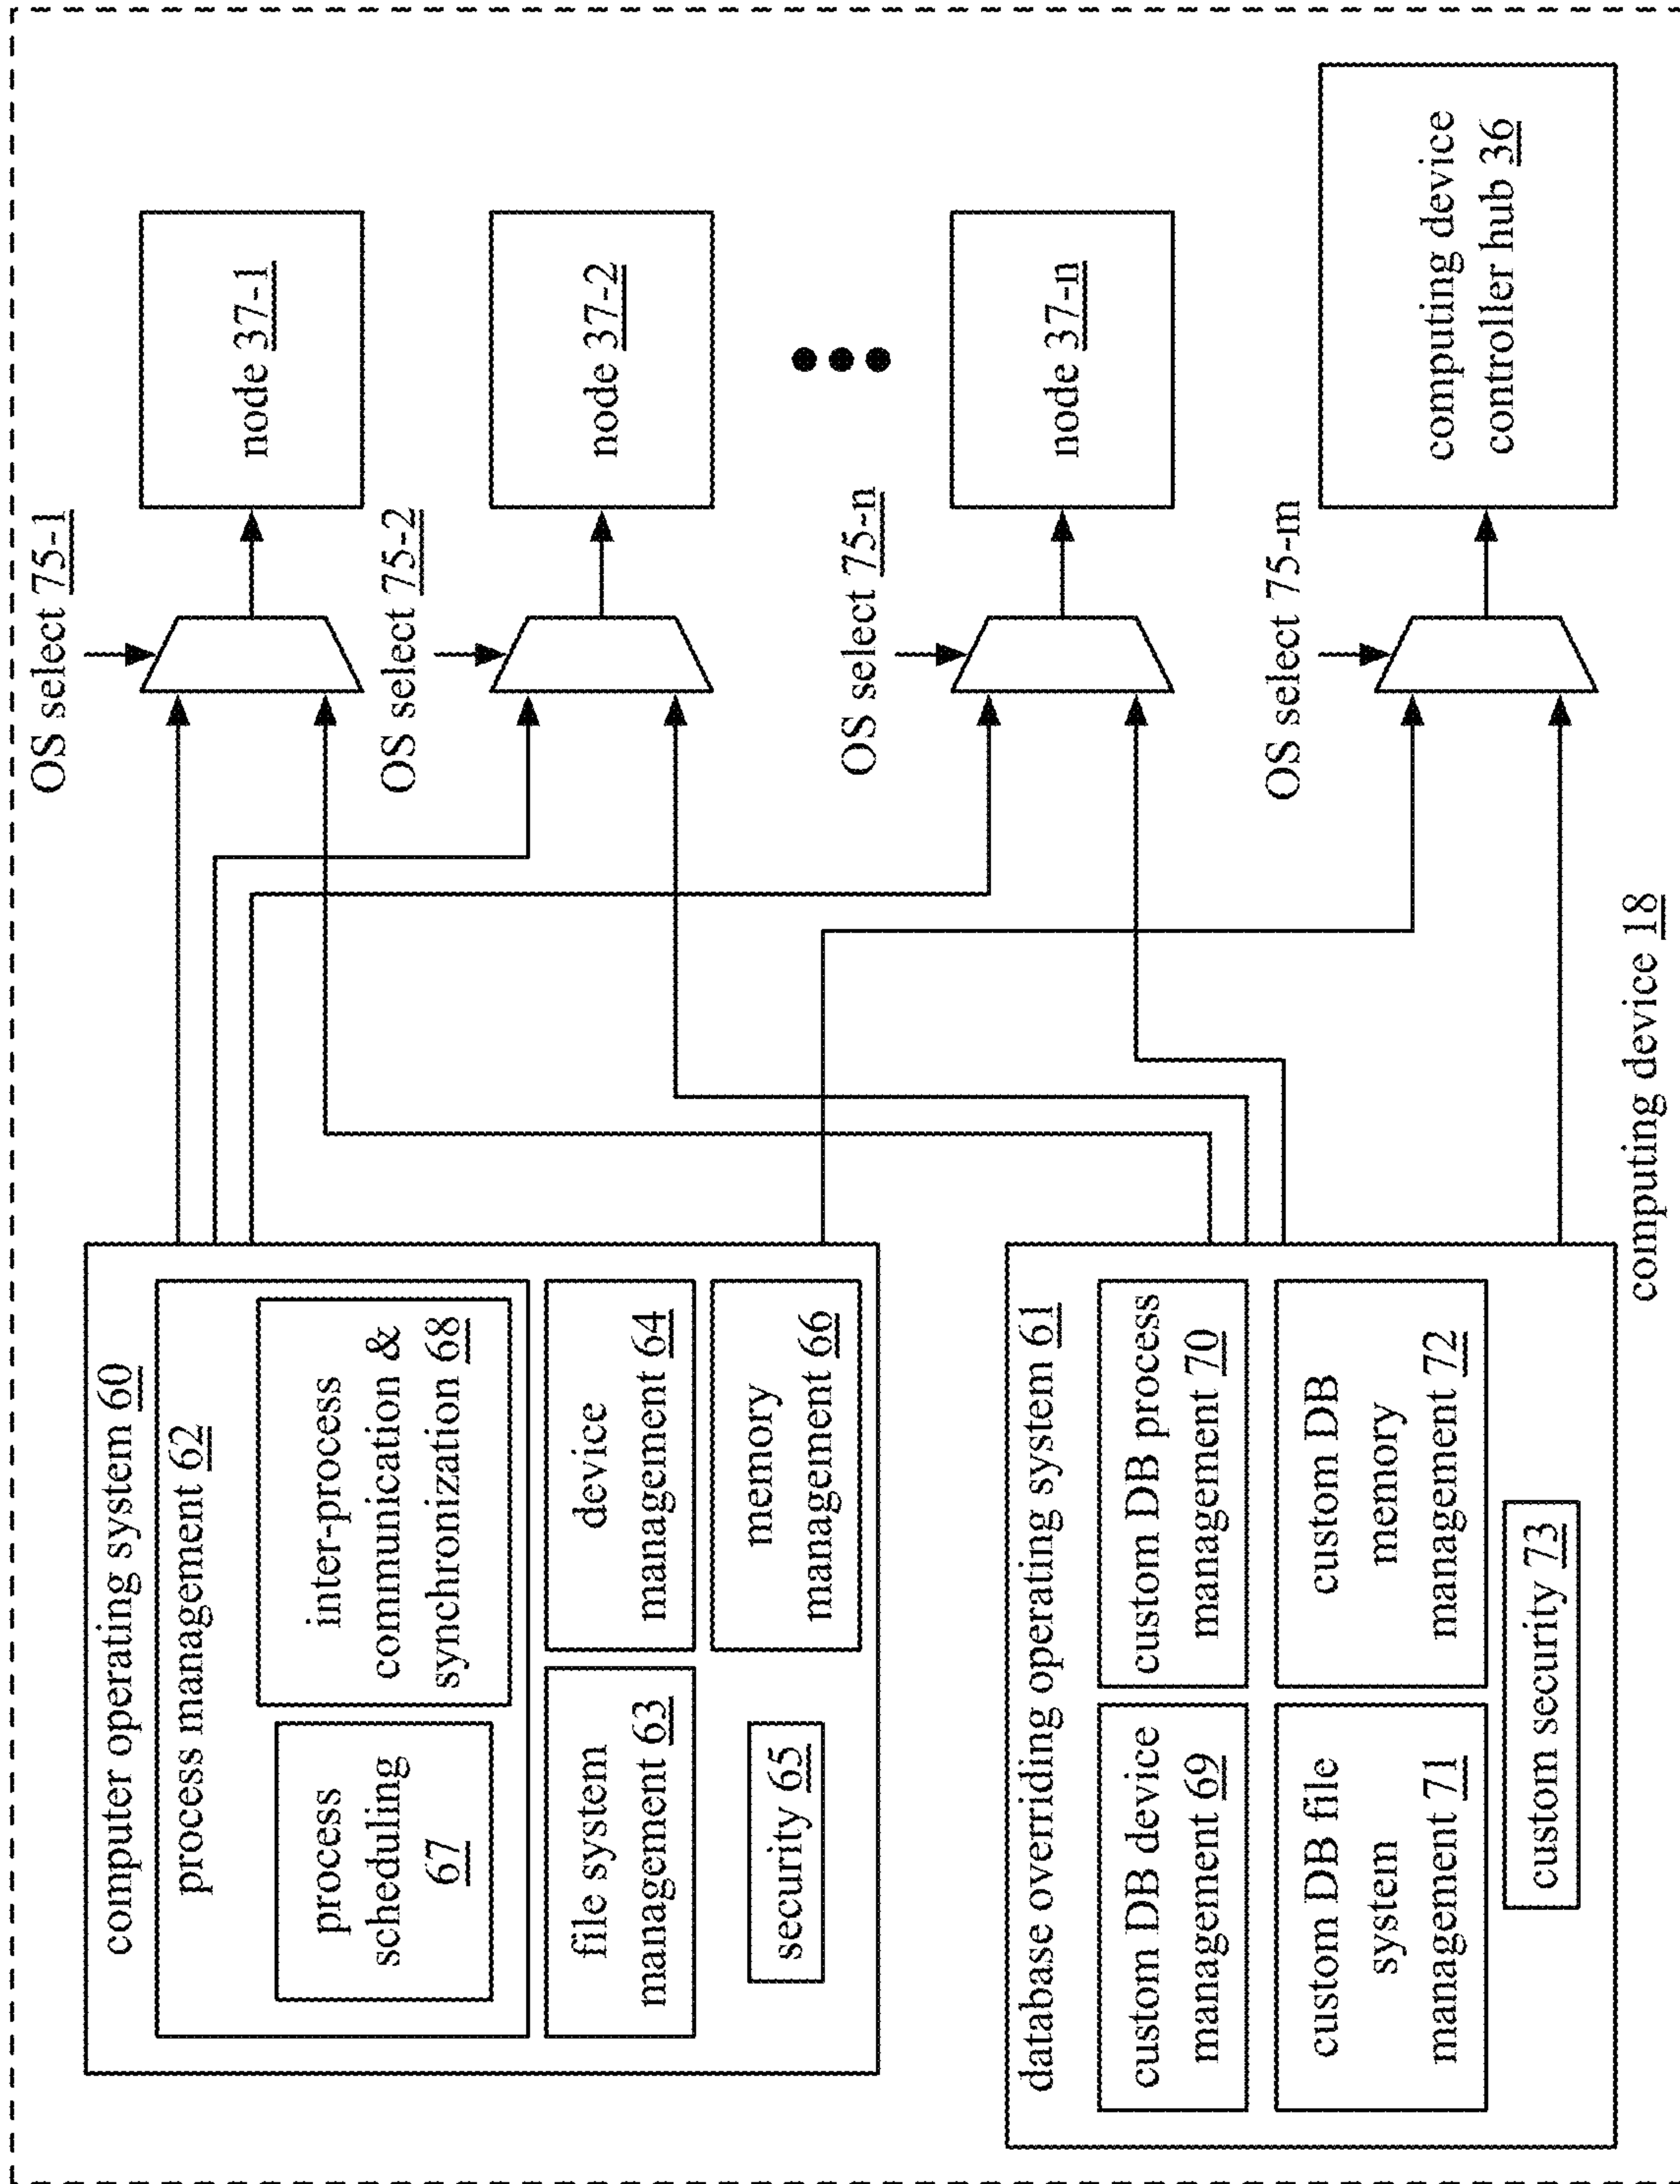 computer operating system 60
process management 62
process
scheduling
67
inter-process
communication &
synchronization 68
file system
management 63
device
management 64
security 65
memory
management 66
database overriding operating system 61
custom DB device
management 69
custom DB process
management 70
custom DB file
system
management 71
custom DB
memory
management 72
custom security 73
OS select 75-1
node 37-1
OS select 75-2
node 37-2
OS select 75-n
node 37-n
OS select 75-m
computing device
controller hub 36
computing device 18